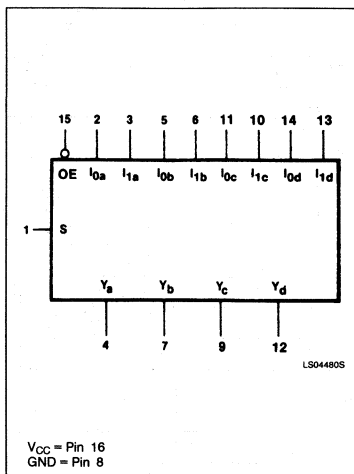 15 2 3 5 6 11 10 14 13
OE I0a I1a I0b I1b I0c I1c I0d I1d
1 S
Ya Yb Yc Yd
4 7 9 12
LS04480S
VCC = Pin 16
GND = Pin 8